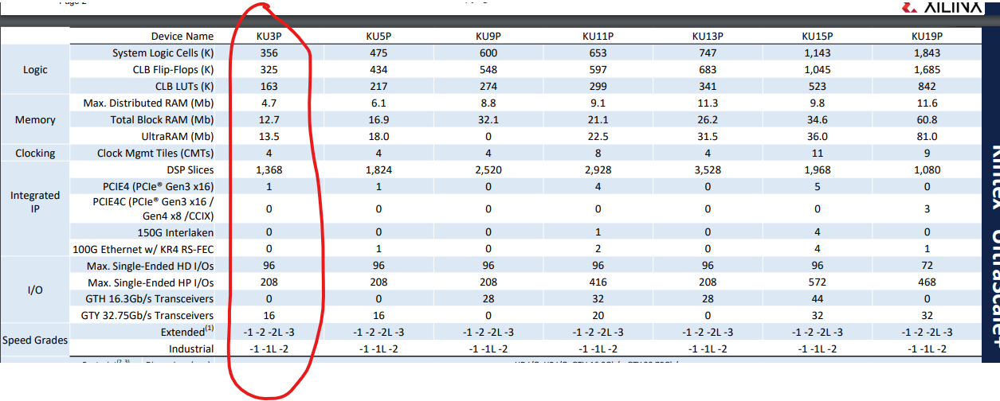 Page 2
XILINX
Device Name KU3P KU5P KU9P KU11P KU13P KU15P KU19P
Logic
System Logic Cells (K) 356 475 600 653 747 1,143 1,843
CLB Flip-Flops (K) 325 434 548 597 683 1,045 1,685
CLB LUTs (K) 163 217 274 299 341 523 842
Memory
Max. Distributed RAM (Mb) 4.7 6.1 8.8 9.1 11.3 9.8 11.6
Total Block RAM (Mb) 12.7 16.9 32.1 21.1 26.2 34.6 60.8
UltraRAM (Mb) 13.5 18.0 0 22.5 31.5 36.0 81.0
Clocking
Clock Mgmt Tiles (CMTs) 4 4 4 8 4 11 9
Integrated
IP
DSP Slices 1,368 1,824 2,520 2,928 3,528 1,968 1,080
PCIE4 (PCIe® Gen3 x16) 1 1 0 4 0 5 0
PCIE4C (PCIe® Gen3 x16 /
Gen4 x8 /CCIX) 0 0 0 0 0 0 3
150G Interlaken 0 0 0 1 0 4 0
100G Ethernet w/ KR4 RS-FEC 0 1 0 2 0 4 1
I/O
Max. Single-Ended HD I/Os 96 96 96 96 96 96 72
Max. Single-Ended HP I/Os 208 208 208 416 208 572 468
GTH 16.3Gb/s Transceivers 0 0 28 32 28 44 0
GTY 32.75Gb/s Transceivers 16 16 0 20 0 32 32
Speed Grades
Extended(1) -1 -2 -2L -3 -1 -2 -2L -3 -1 -2 -2L -3 -1 -2 -2L -3 -1 -2 -2L -3 -1 -2 -2L -3 -1 -2 -2L -3
Industrial -1 -1L -2 -1 -1L -2 -1 -1L -2 -1 -1L -2 -1 -1L -2 -1 -1L -2 -1 -1L -2
Kintex UltraScale+